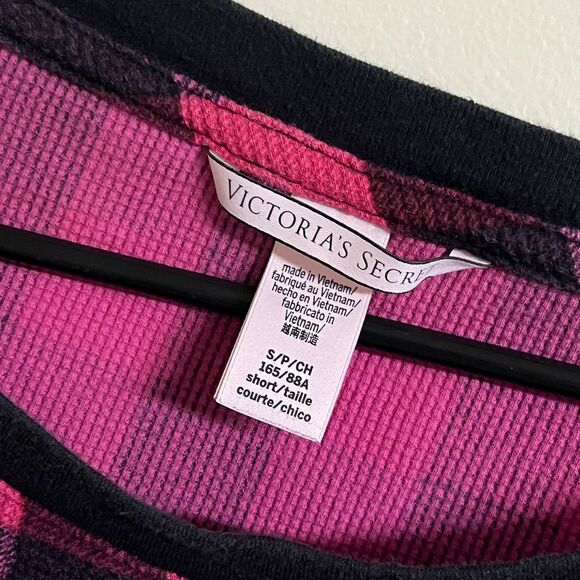 VICTORIA'S SECRE
made in Vietnam/
fabriqué au Vietnam/
hecho en Vietnam/
fabbricato in
Vietnam/
越南制造
S/P/CH
165/88A
short/taille
courte/chico